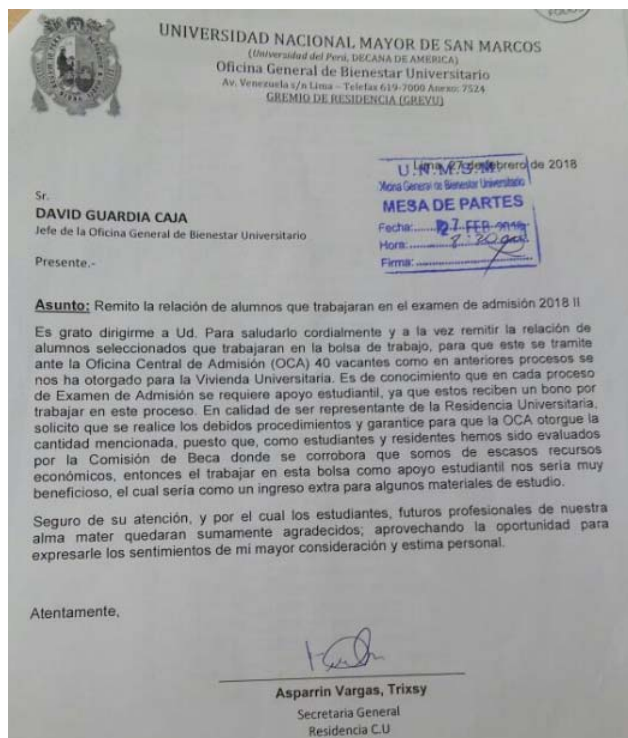 UNIVERSIDAD NACIONAL MAYOR DE SAN MARCOS
(Universidad del Perú, DECANA DE AMERICA)
Oficina General de Bienestar Universitario
Av. Venezuela s/n Lima – Telefax 619-7000 Anexo: 7524
GREMIO DE RESIDENCIA (GREVU)
Lima, 27 de febrero de 2018
U.N.M.S.M.
Oficina General de Bienestar Universitario
MESA DE PARTES
Fecha: 27 FEB 2018
Hora:
Firma:
Sr.
DAVID GUARDIA CAJA
Jefe de la Oficina General de Bienestar Universitario
Presente.-
Asunto: Remito la relación de alumnos que trabajaran en el examen de admisión 2018 II
Es grato dirigirme a Ud. Para saludarlo cordialmente y a la vez remitir la relación de
alumnos seleccionados que trabajaran en la bolsa de trabajo, para que este se tramite
ante la Oficina Central de Admisión (OCA) 40 vacantes como en anteriores procesos se
nos ha otorgado para la Vivienda Universitaria. Es de conocimiento que en cada proceso
de Examen de Admisión se requiere apoyo estudiantil, ya que estos reciben un bono por
trabajar en este proceso. En calidad de ser representante de la Residencia Universitaria,
solicito que se realice los debidos procedimientos y garantice para que la OCA otorgue la
cantidad mencionada, puesto que, como estudiantes y residentes hemos sido evaluados
por la Comisión de Beca donde se corrobora que somos de escasos recursos
económicos, entonces el trabajar en esta bolsa como apoyo estudiantil nos seria muy
beneficioso, el cual sería como un ingreso extra para algunos materiales de estudio.
Seguro de su atención, y por el cual los estudiantes, futuros profesionales de nuestra
alma mater quedaran sumamente agradecidos; aprovechando la oportunidad para
expresarle los sentimientos de mi mayor consideración y estima personal.
Atentamente,
Asparrin Vargas, Trixsy
Secretaria General
Residencia C.U